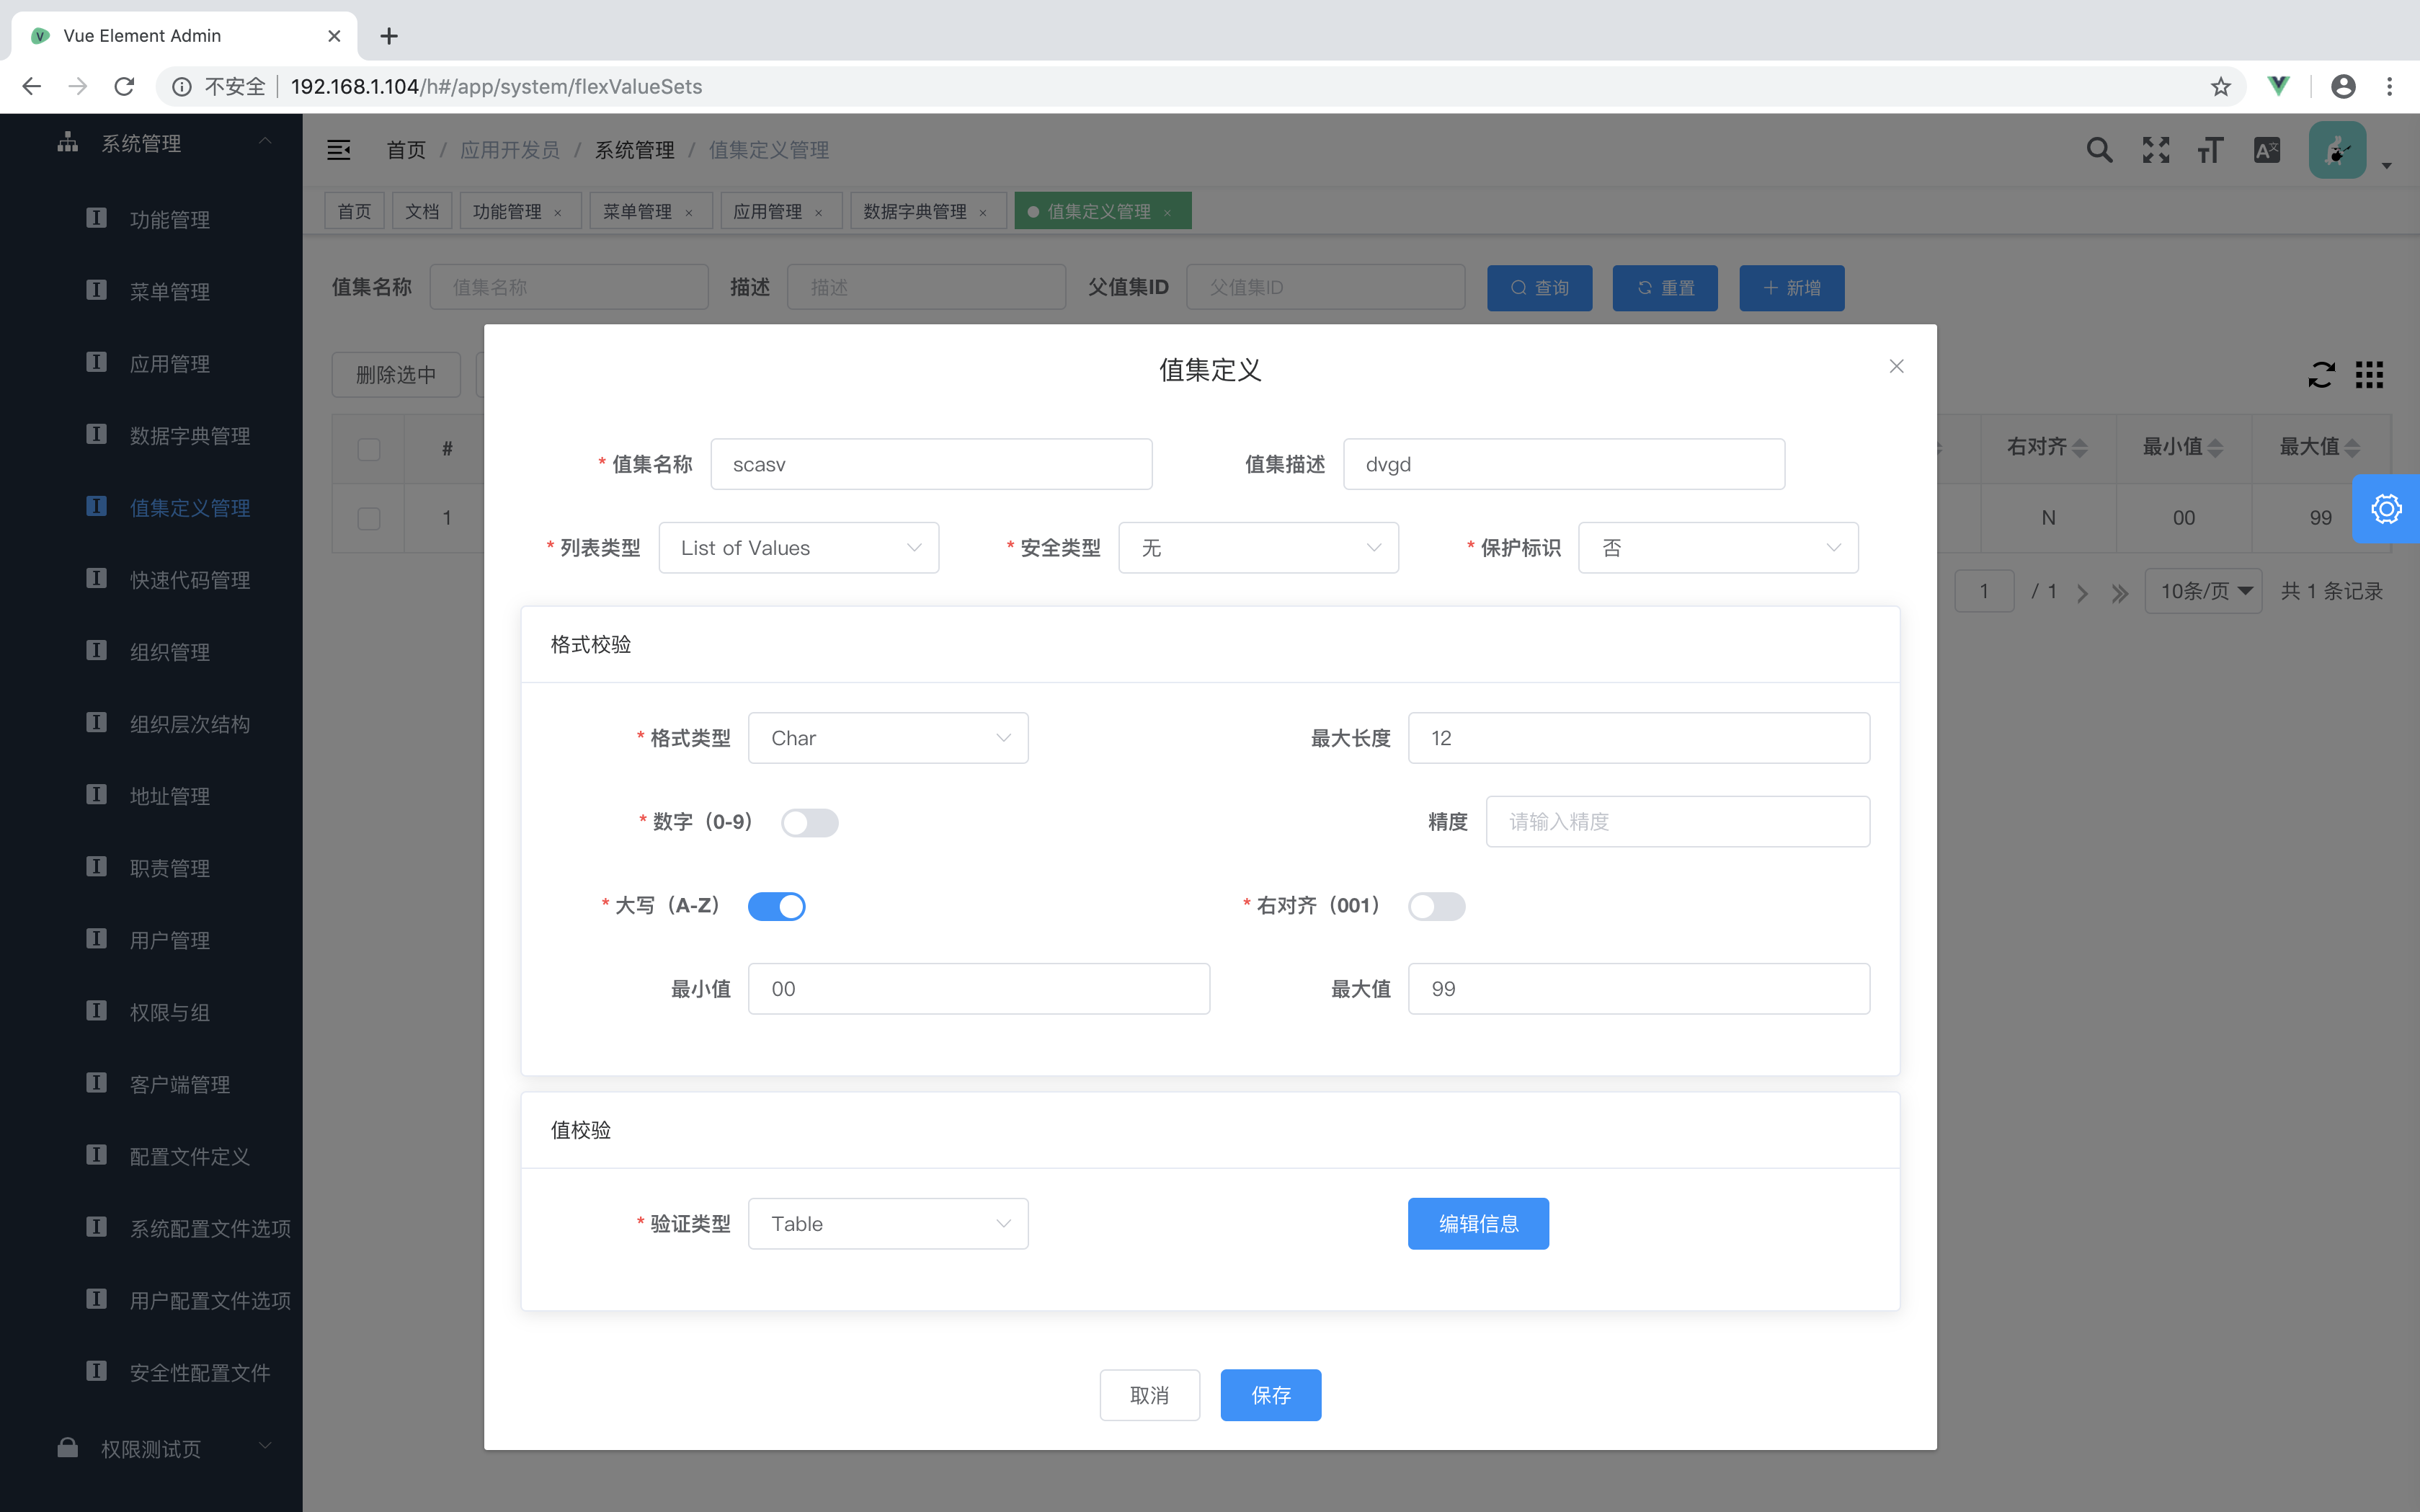 Vue Element Admin
不安全 192.168.1.104/h#/app/system/flexValueSets
系统管理
功能管理
菜单管理
应用管理
数据字典管理
值集定义管理
快速代码管理
组织管理
组织层次结构
地址管理
职责管理
用户管理
权限与组
客户端管理
配置文件定义
系统配置文件选项
用户配置文件选项
安全性配置文件
权限测试页
首页 / 应用开发员 / 系统管理 / 值集定义管理
首页 文档 功能管理 × 菜单管理 × 应用管理 × 数据字典管理 × 值集定义管理 ×
值集名称 值集名称 描述 描述 父值集ID 父值集ID 查询 重置 新增
删除选中
# 右对齐 最小值 最大值
1 N 00 99
1 / 1 10条/页 共 1 条记录
值集定义
* 值集名称 scasv 值集描述 dvgd
* 列表类型 List of Values * 安全类型 无 * 保护标识 否
格式校验
* 格式类型 Char 最大长度 12
* 数字（0-9） 精度 请输入精度
* 大写（A-Z） * 右对齐（001）
最小值 00 最大值 99
值校验
* 验证类型 Table 编辑信息
取消 保存